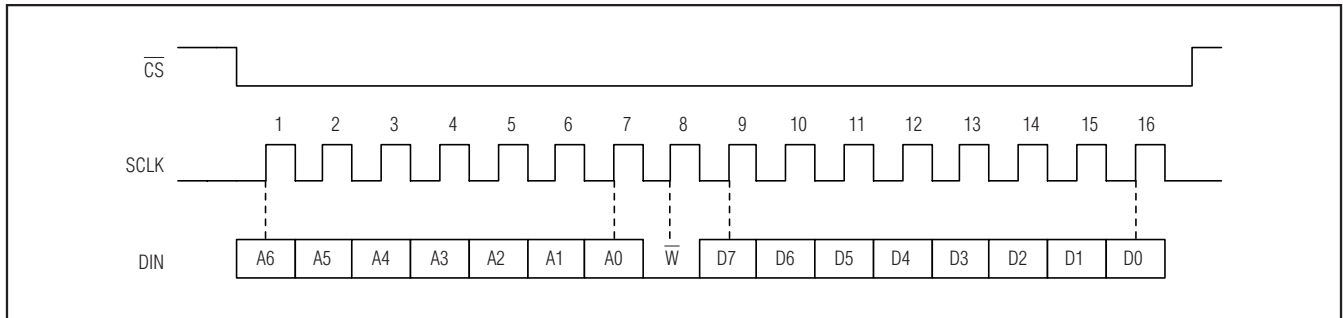 CS
1 2 3 4 5 6 7 8 9 10 11 12 13 14 15 16
SCLK
DIN A6 A5 A4 A3 A2 A1 A0 W D7 D6 D5 D4 D3 D2 D1 D0